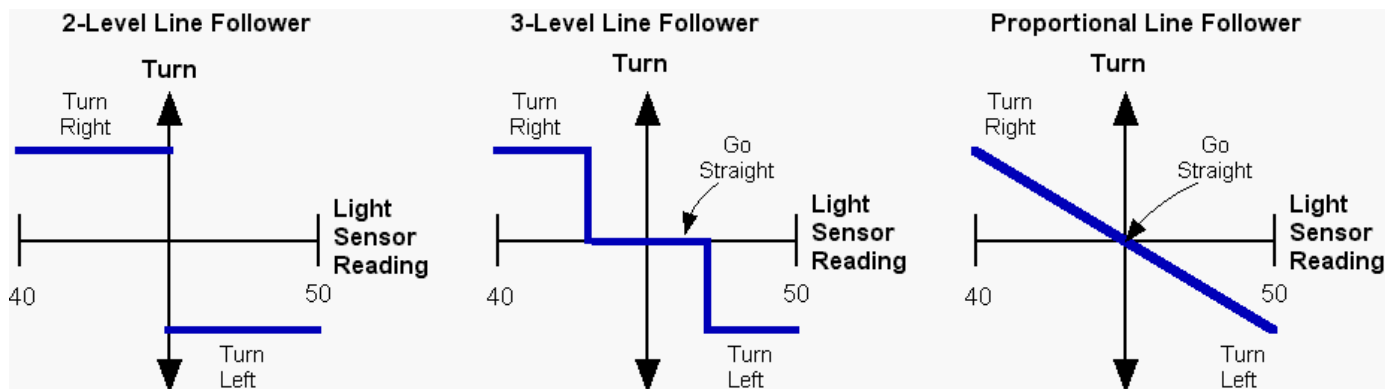 2-Level Line Follower
Turn
Turn
Right
Light
Sensor
Reading
40
50
Turn
Left
3-Level Line Follower
Turn
Turn
Right
Go
Straight
Light
Sensor
Reading
40
50
Turn
Left
Proportional Line Follower
Turn
Turn
Right
Go
Straight
Light
Sensor
Reading
40
50
Turn
Left